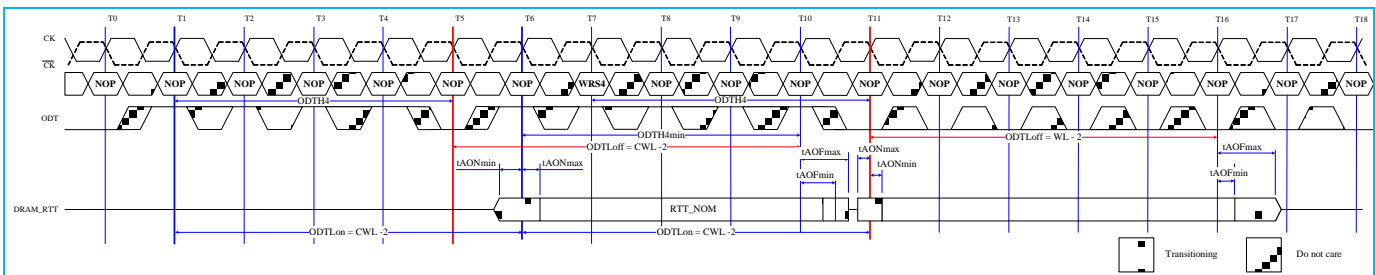 T0 T1 T2 T3 T4 T5 T6 T7 T8 T9 T10 T11 T12 T13 T14 T15 T16 T17 T18
CK
CK
NOP NOP NOP NOP NOP NOP NOP WRS4 NOP NOP NOP NOP NOP NOP NOP NOP NOP NOP NOP
ODTH4 ODTH4
ODT
ODTH4min ODTLoff = WL - 2
ODTLoff = CWL -2
tAONmin tAONmax tAOFmax tAONmax tAONmin tAOFmax
tAOFmin tAOFmin
DRAM_RTT RTT_NOM
ODTLon = CWL -2 ODTLon = CWL -2
Transitioning Do not care